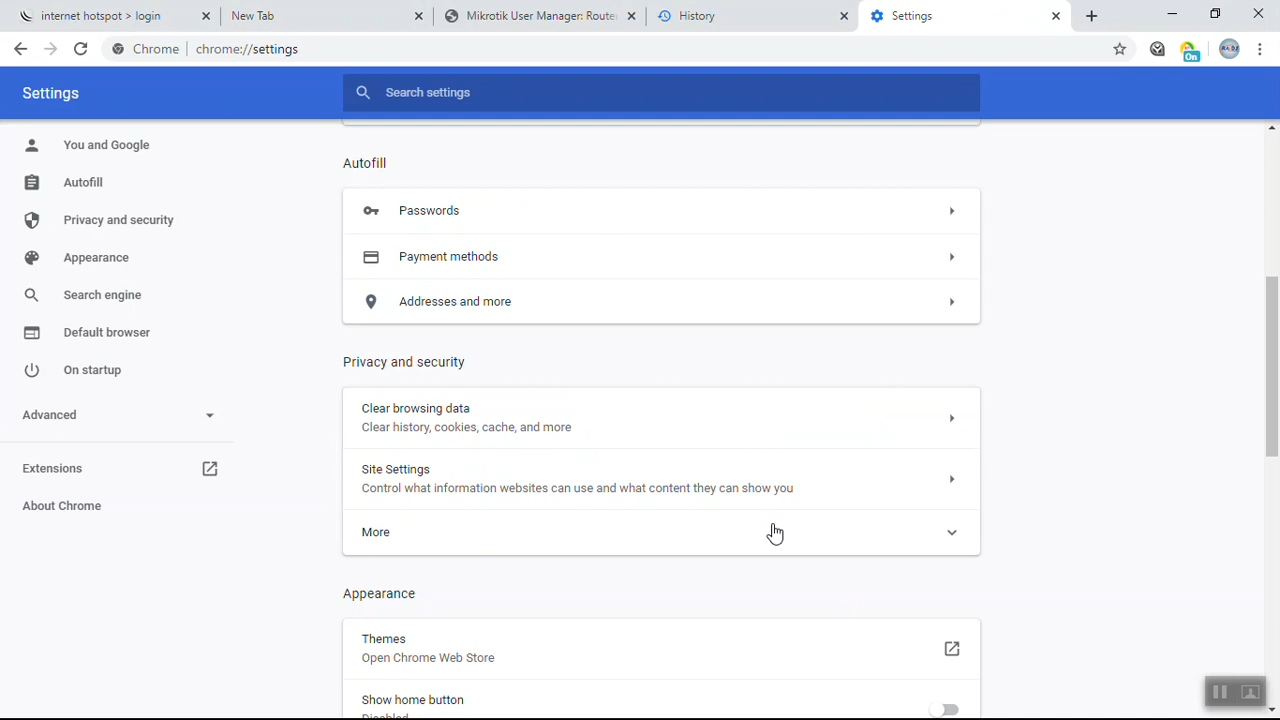 internet hotspot > login
New Tab
Mikrotik User Manager: Route
History
Settings
Chrome
chrome://settings
On
Settings
Search settings
You and Google
Autofill
Privacy and security
Appearance
Search engine
Default browser
On startup
Advanced
Extensions
About Chrome
Autofill
Passwords
Payment methods
Addresses and more
Privacy and security
Clear browsing data
Clear history, cookies, cache, and more
Site Settings
Control what information websites can use and what content they can show you
More
Appearance
Themes
Open Chrome Web Store
Show home button
Disabled